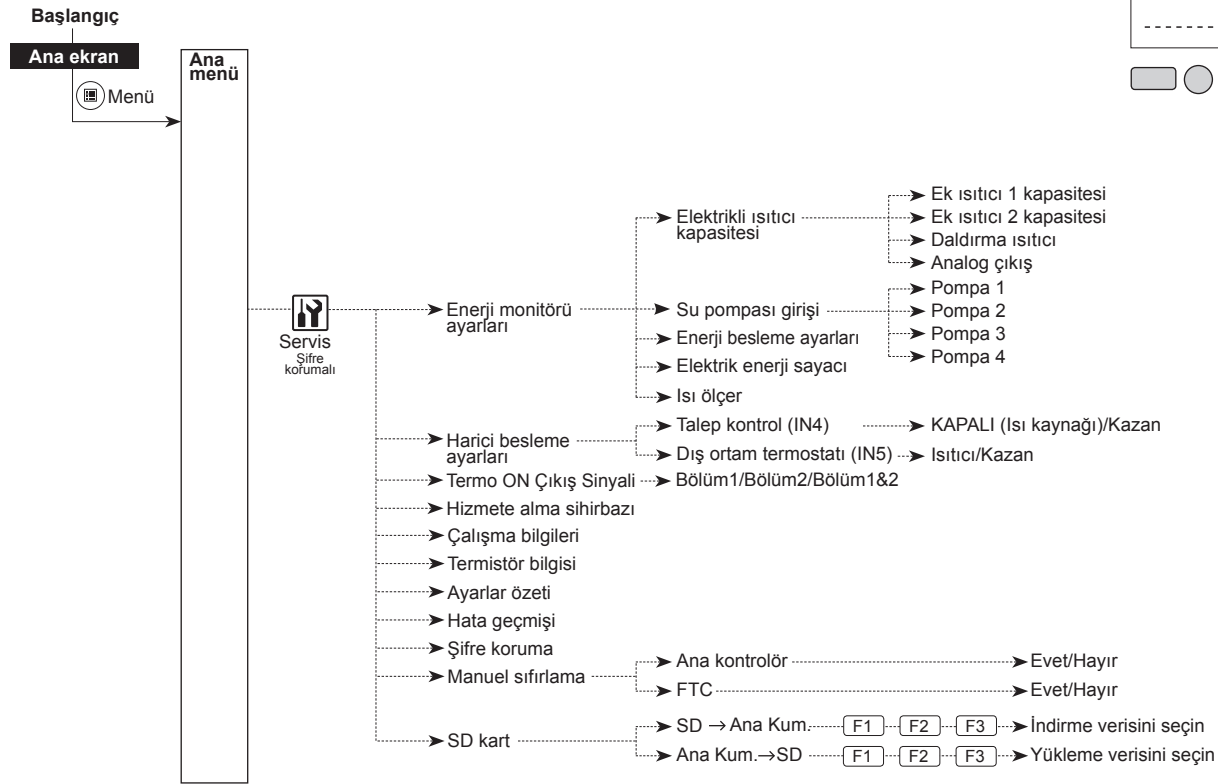 Başlangıç
Ana ekran
Menü
Ana
menü
Servis
Şifre
korumalı
Enerji monitörü
ayarları
Elektrikli ısıtıcı
kapasitesi
Ek ısıtıcı 1 kapasitesi
Ek ısıtıcı 2 kapasitesi
Daldırma ısıtıcı
Analog çıkış
Su pompası girişi
Pompa 1
Pompa 2
Pompa 3
Pompa 4
Enerji besleme ayarları
Elektrik enerji sayacı
Isı ölçer
Harici besleme
ayarları
Talep kontrol (IN4)
KAPALI (Isı kaynağı)/Kazan
Dış ortam termostatı (IN5)
Isıtıcı/Kazan
Termo ON Çıkış Sinyali
Bölüm1/Bölüm2/Bölüm1&2
Hizmete alma sihirbazı
Çalışma bilgileri
Termistör bilgisi
Ayarlar özeti
Hata geçmişi
Şifre koruma
Manuel sıfırlama
Ana kontrolör
Evet/Hayır
FTC
Evet/Hayır
SD kart
SD → Ana Kum.
F1 F2 F3
İndirme verisini seçin
Ana Kum.→SD
F1 F2 F3
Yükleme verisini seçin